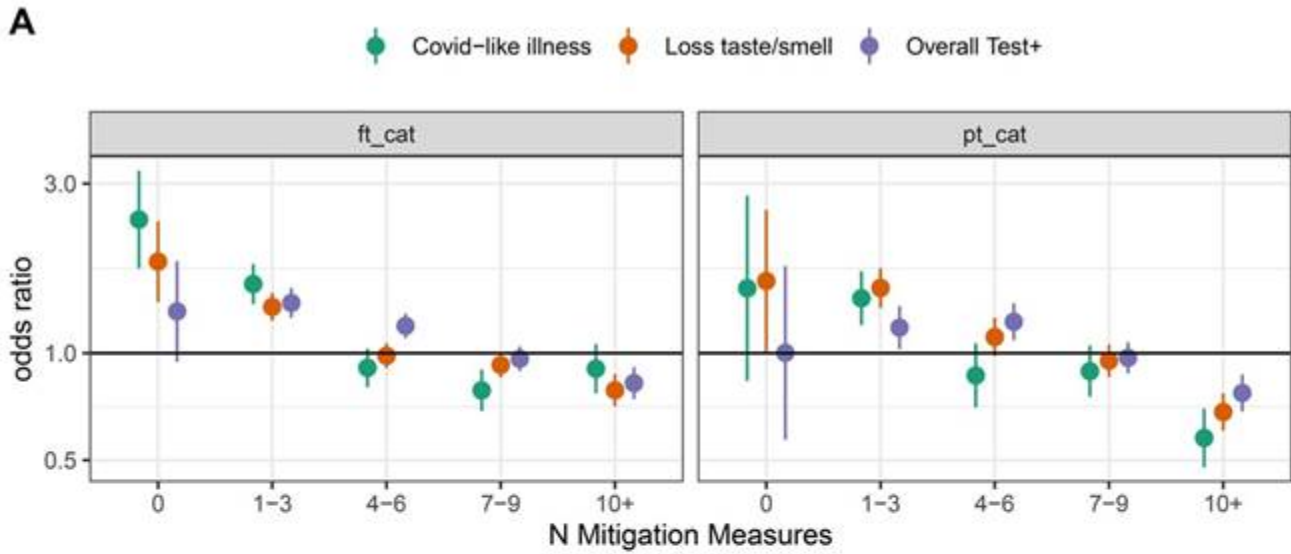 A
Covid−like illness Loss taste/smell Overall Test+
ft_cat pt_cat
3.0
1.0
0.5
odds ratio
0 1−3 4−6 7−9 10+ 0 1−3 4−6 7−9 10+
N Mitigation Measures